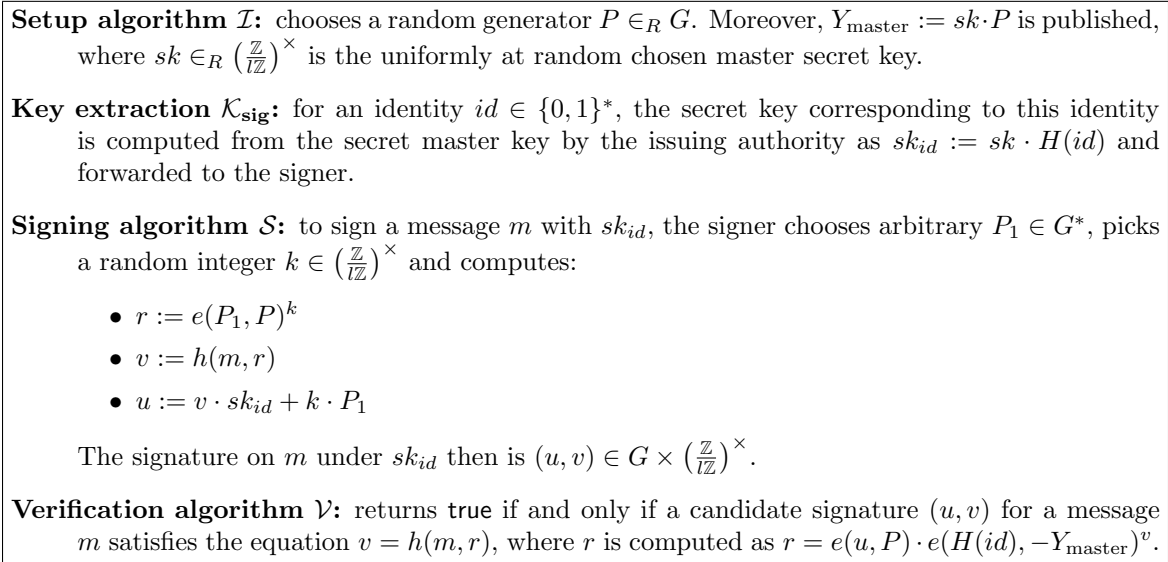 Setup algorithm 𝓘: chooses a random generator P ∈_R G. Moreover, Y_master := sk·P is published,
where sk ∈_R (ℤ/lℤ)^× is the uniformly at random chosen master secret key.
Key extraction 𝓚_sig: for an identity id ∈ {0, 1}*, the secret key corresponding to this identity
is computed from the secret master key by the issuing authority as sk_id := sk · H(id) and
forwarded to the signer.
Signing algorithm 𝓢: to sign a message m with sk_id, the signer chooses arbitrary P_1 ∈ G*, picks
a random integer k ∈ (ℤ/lℤ)^× and computes:
• r := e(P_1, P)^k
• v := h(m, r)
• u := v · sk_id + k · P_1
The signature on m under sk_id then is (u, v) ∈ G × (ℤ/lℤ)^×.
Verification algorithm 𝓥: returns true if and only if a candidate signature (u, v) for a message
m satisfies the equation v = h(m, r), where r is computed as r = e(u, P) · e(H(id), −Y_master)^v.